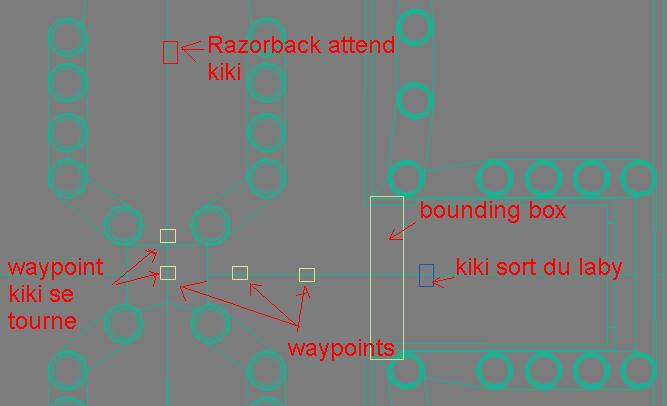 Razorback attend
kiki
bounding box
waypoint
kiki se
tourne
kiki sort du laby
waypoints